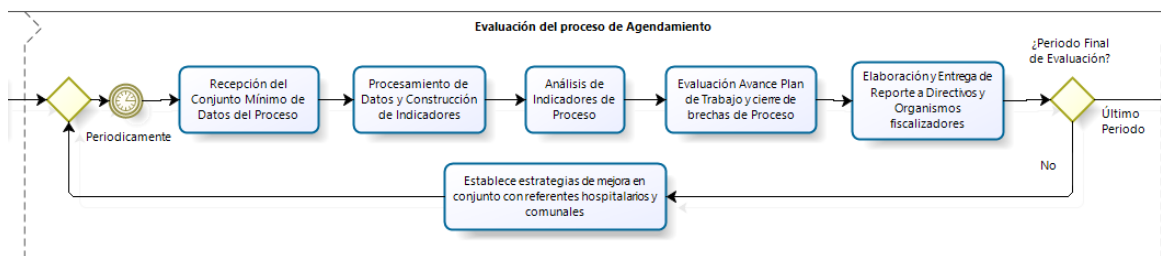 Evaluación del proceso de Agendamiento
Periodicamente
Recepción del
Conjunto Mínimo de
Datos del Proceso
Procesamiento de
Datos y Construcción
de Indicadores
Análisis de
Indicadores de
Proceso
Evaluación Avance Plan
de Trabajo y cierre de
brechas de Proceso
Elaboración y Entrega de
Reporte a Directivos y
Organismos
fiscalizadores
¿Periodo Final
de Evaluación?
Último
Periodo
No
Establece estrategias de mejora en
conjunto con referentes hospitalarios y
comunales